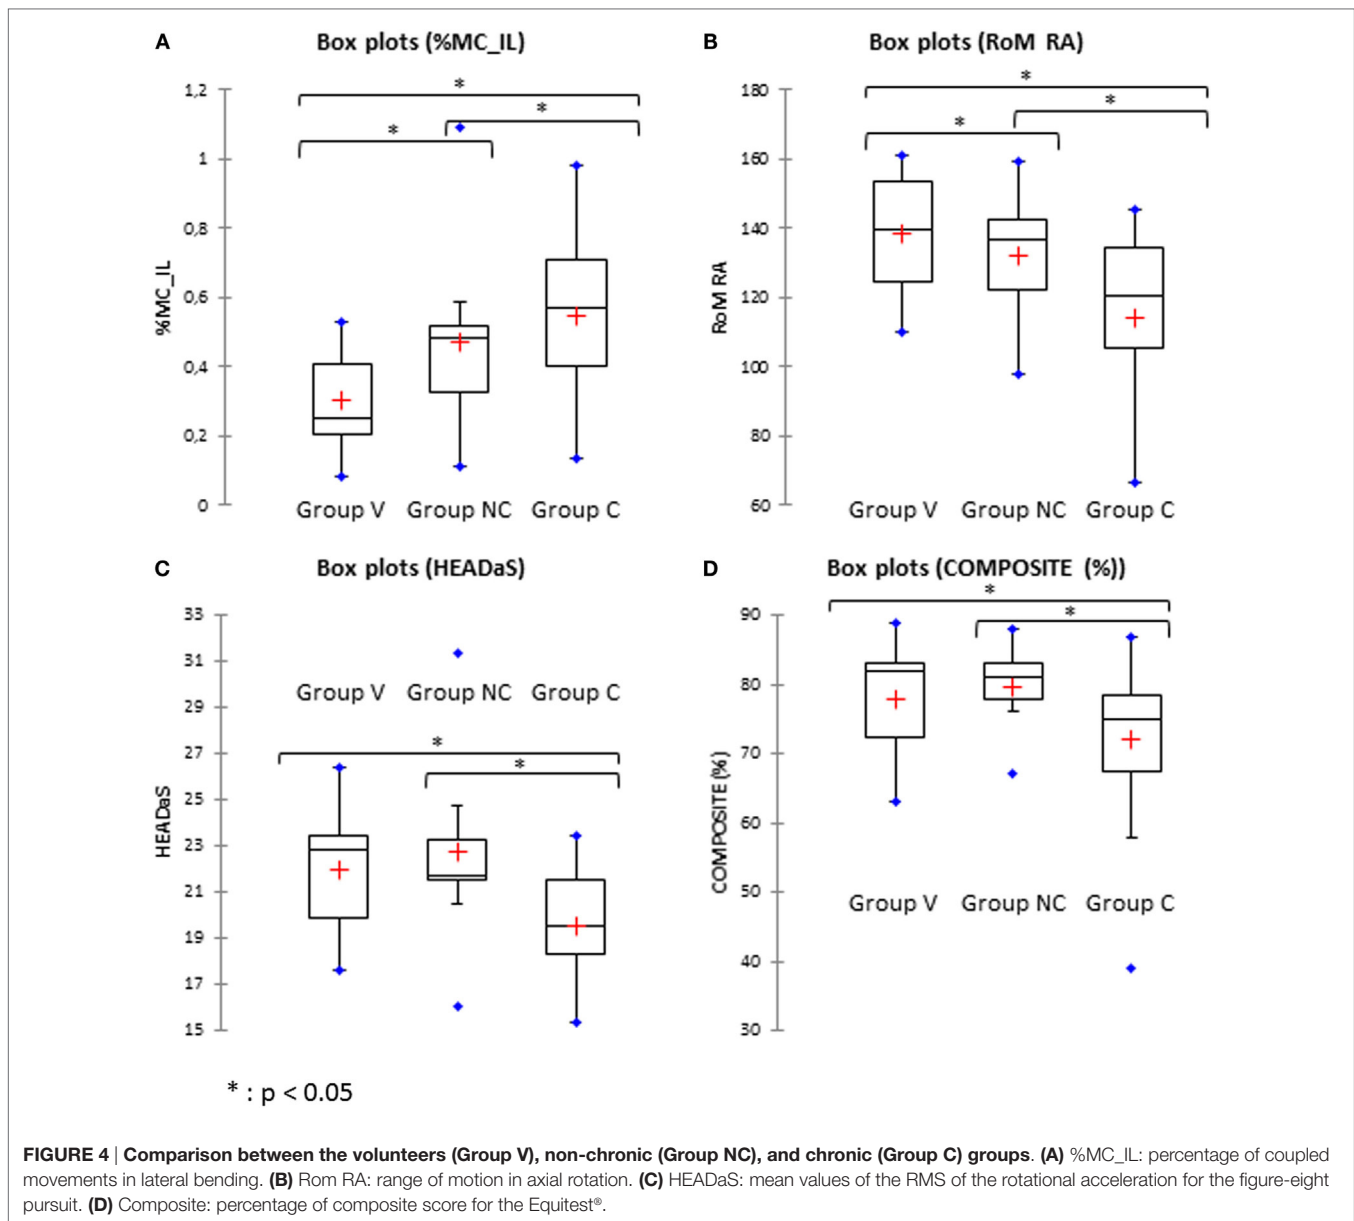 A
Box plots (%MC_IL)
*
*
*
1,2
1
0,8
0,6
0,4
0,2
0
%MC_IL
Group V Group NC Group C
B
Box plots (RoM RA)
*
*
*
180
160
140
120
100
80
60
RoM RA
Group V Group NC Group C
C
Box plots (HEADaS)
33
31
29
27
25
23
21
19
17
15
HEADaS
Group V Group NC Group C
*
*
D
Box plots (COMPOSITE (%))
*
*
90
80
70
60
50
40
30
COMPOSITE (%)
Group V Group NC Group C
* : p < 0.05
FIGURE 4 | Comparison between the volunteers (Group V), non-chronic (Group NC), and chronic (Group C) groups. (A) %MC_IL: percentage of coupled
movements in lateral bending. (B) Rom RA: range of motion in axial rotation. (C) HEADaS: mean values of the RMS of the rotational acceleration for the figure-eight
pursuit. (D) Composite: percentage of composite score for the Equitest®.